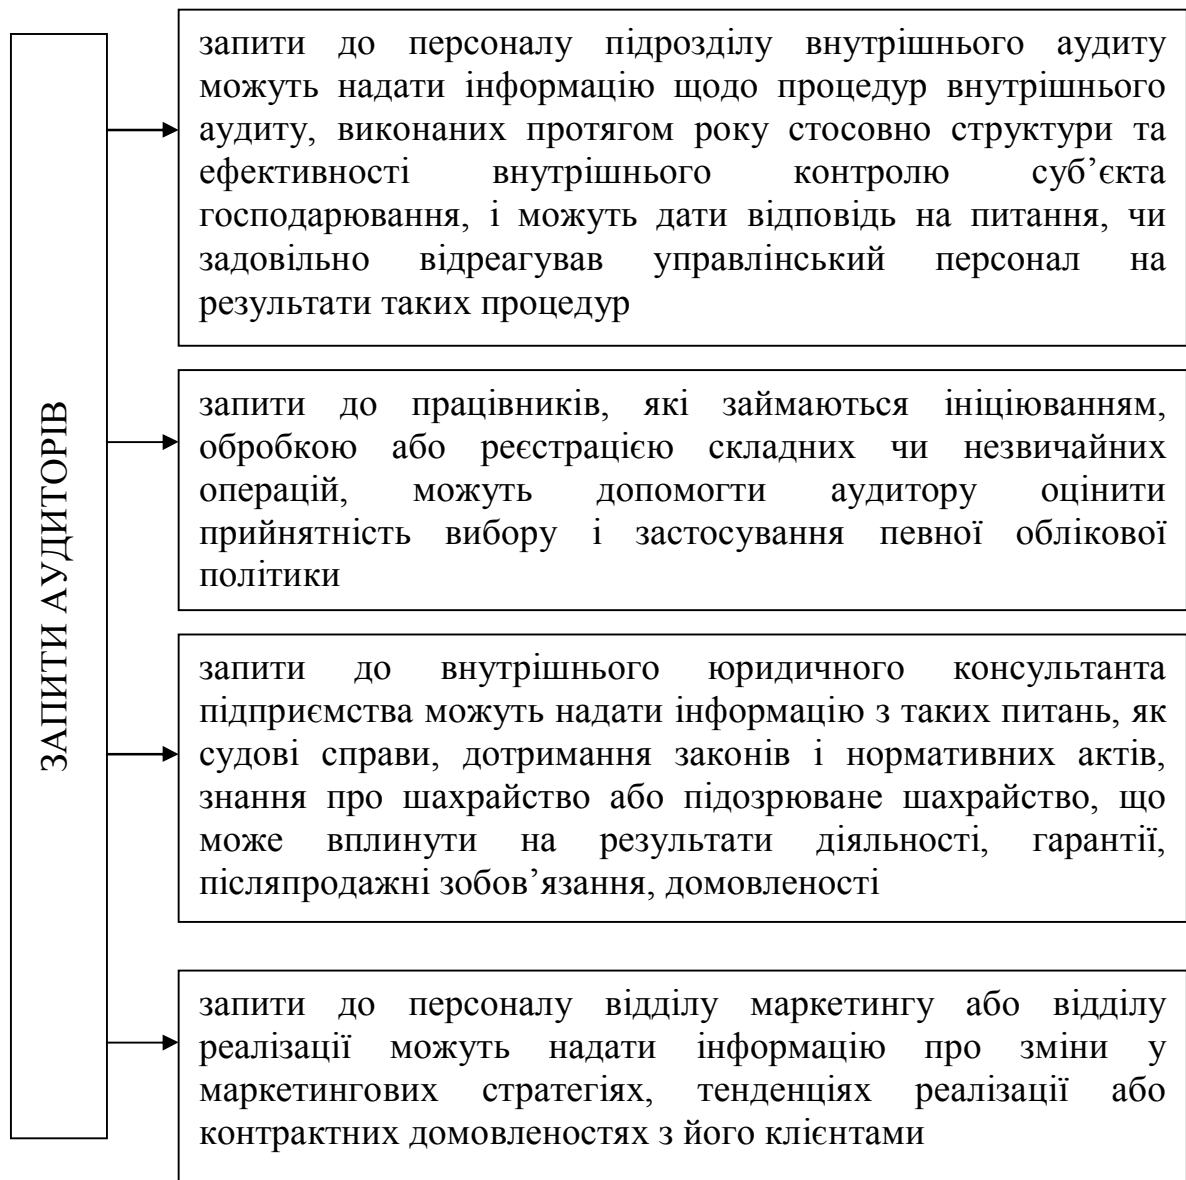 ЗАПИТИ АУДИТОРІВ
запити до персоналу підрозділу внутрішнього аудиту
можуть надати інформацію щодо процедур внутрішнього
аудиту, виконаних протягом року стосовно структури та
ефективності внутрішнього контролю суб’єкта
господарювання, і можуть дати відповідь на питання, чи
задовільно відреагував управлінський персонал на
результати таких процедур
запити до працівників, які займаються ініціюванням,
обробкою або реєстрацією складних чи незвичайних
операцій, можуть допомогти аудитору оцінити
прийнятність вибору і застосування певної облікової
політики
запити до внутрішнього юридичного консультанта
підприємства можуть надати інформацію з таких питань, як
судові справи, дотримання законів і нормативних актів,
знання про шахрайство або підозрюване шахрайство, що
може вплинути на результати діяльності, гарантії,
післяпродажні зобов’язання, домовленості
запити до персоналу відділу маркетингу або відділу
реалізації можуть надати інформацію про зміни у
маркетингових стратегіях, тенденціях реалізації або
контрактних домовленостях з його клієнтами